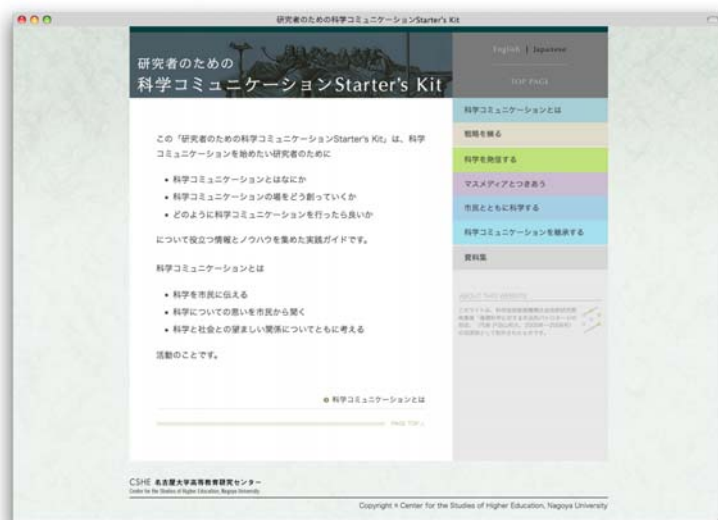 研究者のための科学コミュニケーションStarter's Kit
研究者のための
科学コミュニケーションStarter's Kit
English | Japanese
TOP PAGE
この「研究者のための科学コミュニケーションStarter's Kit」は、科学
コミュニケーションを始めたい研究者のために
• 科学コミュニケーションとはなにか
• 科学コミュニケーションの場をどう創っていくか
• どのように科学コミュニケーションを行ったら良いか
について役立つ情報とノウハウを集めた実践ガイドです。
科学コミュニケーションとは
• 科学を市民に伝える
• 科学についての思いを市民から聞く
• 科学と社会との望ましい関係についてともに考える
活動のことです。
科学コミュニケーションとは
PAGE TOP
科学コミュニケーションとは
戦略を練る
科学を発信する
マスメディアとつきあう
市民とともに科学する
科学コミュニケーションを継承する
資料集
ABOUT THIS WEBSITE
CSHE 名古屋大学高等教育研究センター
Center for the Studies of Higher Education, Nagoya University
Copyright © Center for the Studies of Higher Education, Nagoya University